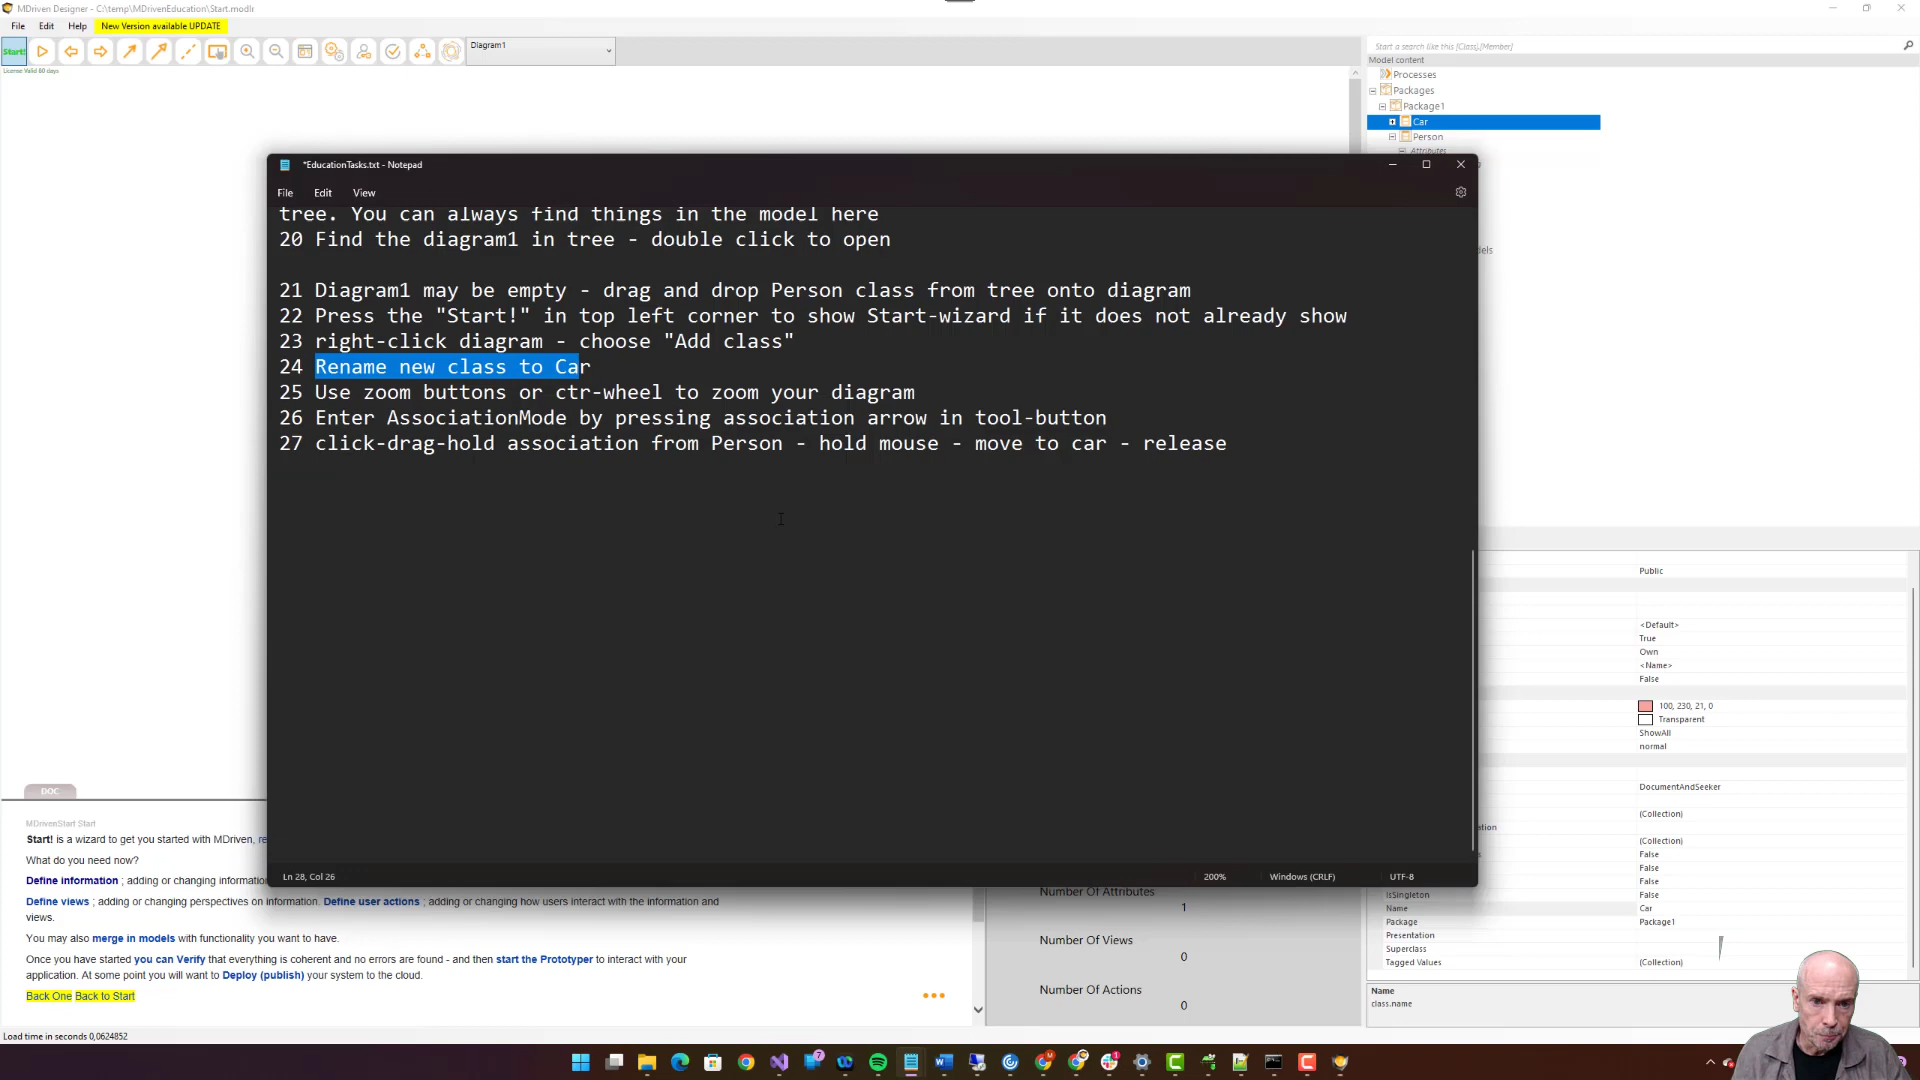 MDriven Designer - C:\temp\MDrivenEducation\Start.modlr
File Edit Help New Version available UPDATE
Start!
Diagram1
License Valid 60 days
Start a search like this [Class].[Member]
Model content
Processes
Packages
Package1
Car
Person
Attributes
*EducationTasks.txt - Notepad
File Edit View
tree. You can always find things in the model here
20 Find the diagram1 in tree - double click to open
21 Diagram1 may be empty - drag and drop Person class from tree onto diagram
22 Press the "Start!" in top left corner to show Start-wizard if it does not already show
23 right-click diagram - choose "Add class"
24 Rename new class to Car
25 Use zoom buttons or ctr-wheel to zoom your diagram
26 Enter AssociationMode by pressing association arrow in tool-button
27 click-drag-hold association from Person - hold mouse - move to car - release
Ln 28, Col 26
200%
Windows (CRLF)
UTF-8
Public
<Default>
True
Own
<Name>
False
100, 230, 21, 0
Transparent
ShowAll
normal
DocumentAndSeeker
(Collection)
(Collection)
False
False
False
IsSingleton False
Name Car
Package Package1
Presentation
Superclass
Tagged Values (Collection)
Name
class.name
DOC
MDrivenStart Start
Start! is a wizard to get you started with MDriven, re
What do you need now?
Define information ; adding or changing information
Define views ; adding or changing perspectives on information. Define user actions ; adding or changing how users interact with the information and
views.
You may also merge in models with functionality you want to have.
Once you have started you can Verify that everything is coherent and no errors are found - and then start the Prototyper to interact with your
application. At some point you will want to Deploy (publish) your system to the cloud.
Back One Back to Start
Number Of Attributes
1
Number Of Views
0
Number Of Actions
0
Load time in seconds 0,0624852